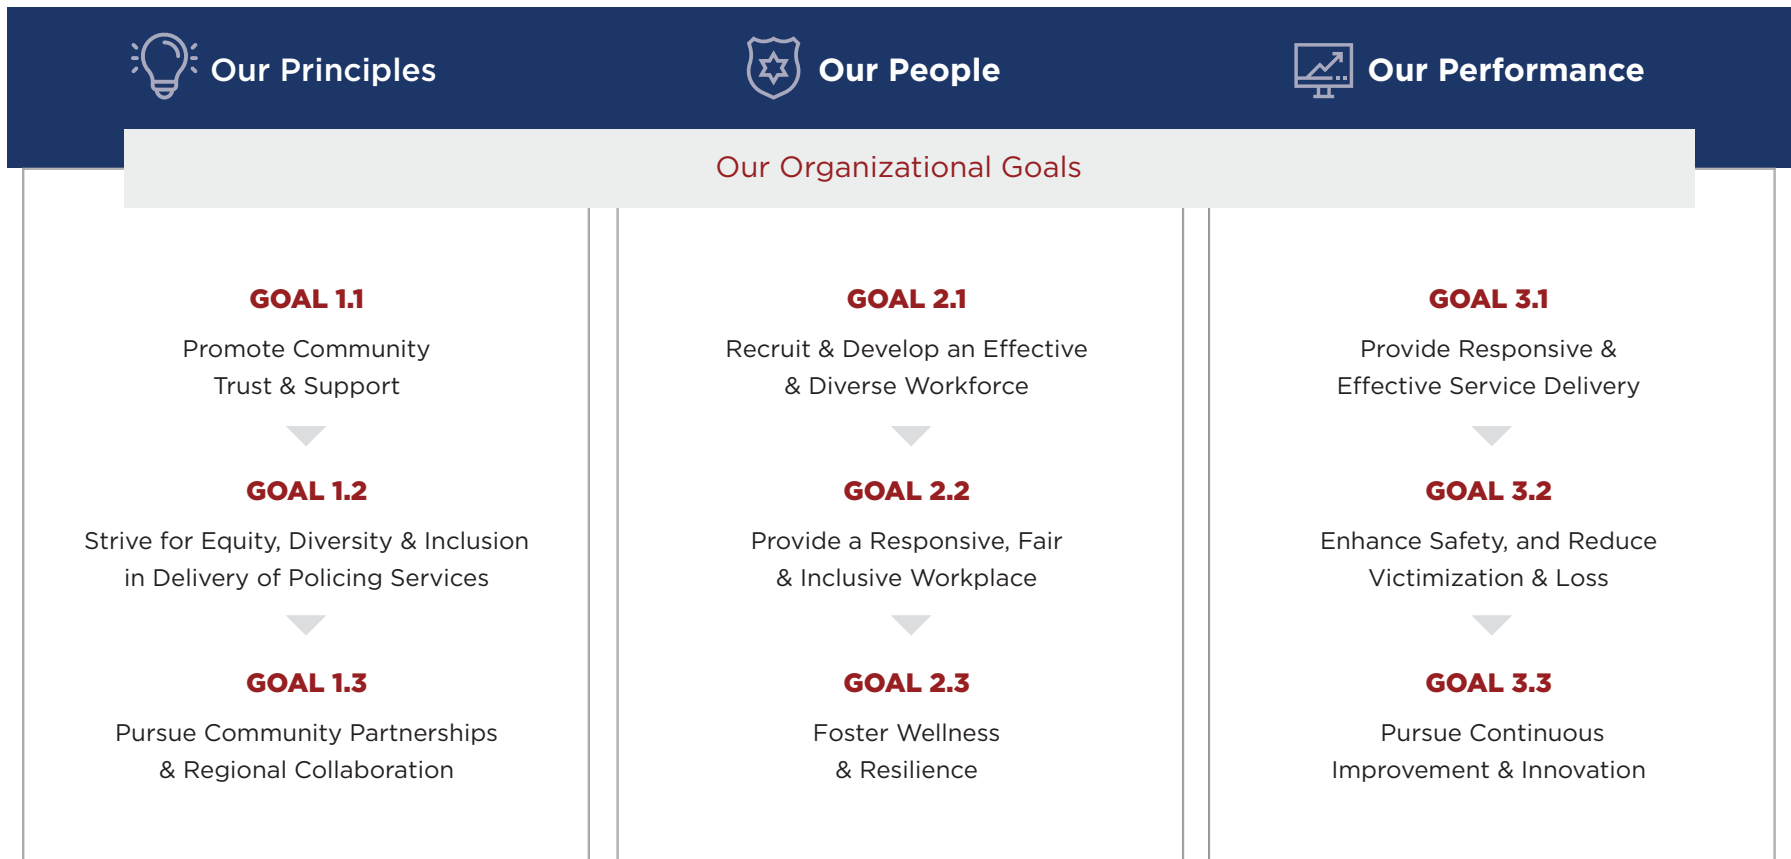 Our Principles
Our People
Our Performance
Our Organizational Goals
GOAL 1.1
Promote Community
Trust & Support
GOAL 1.2
Strive for Equity, Diversity & Inclusion
in Delivery of Policing Services
GOAL 1.3
Pursue Community Partnerships
& Regional Collaboration
GOAL 2.1
Recruit & Develop an Effective
& Diverse Workforce
GOAL 2.2
Provide a Responsive, Fair
& Inclusive Workplace
GOAL 2.3
Foster Wellness
& Resilience
GOAL 3.1
Provide Responsive &
Effective Service Delivery
GOAL 3.2
Enhance Safety, and Reduce
Victimization & Loss
GOAL 3.3
Pursue Continuous
Improvement & Innovation